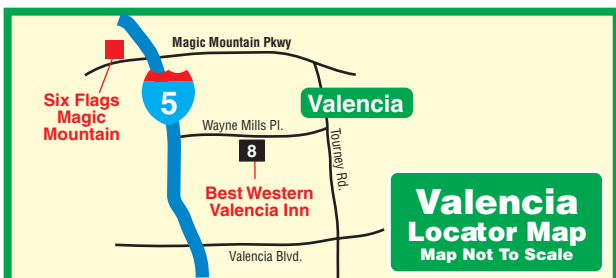 Magic Mountain Pkwy
Six Flags
Magic
Mountain
5
Valencia
Wayne Mills Pl.
8
Tourney Rd.
Best Western
Valencia Inn
Valencia
Locator Map
Map Not To Scale
Valencia Blvd.